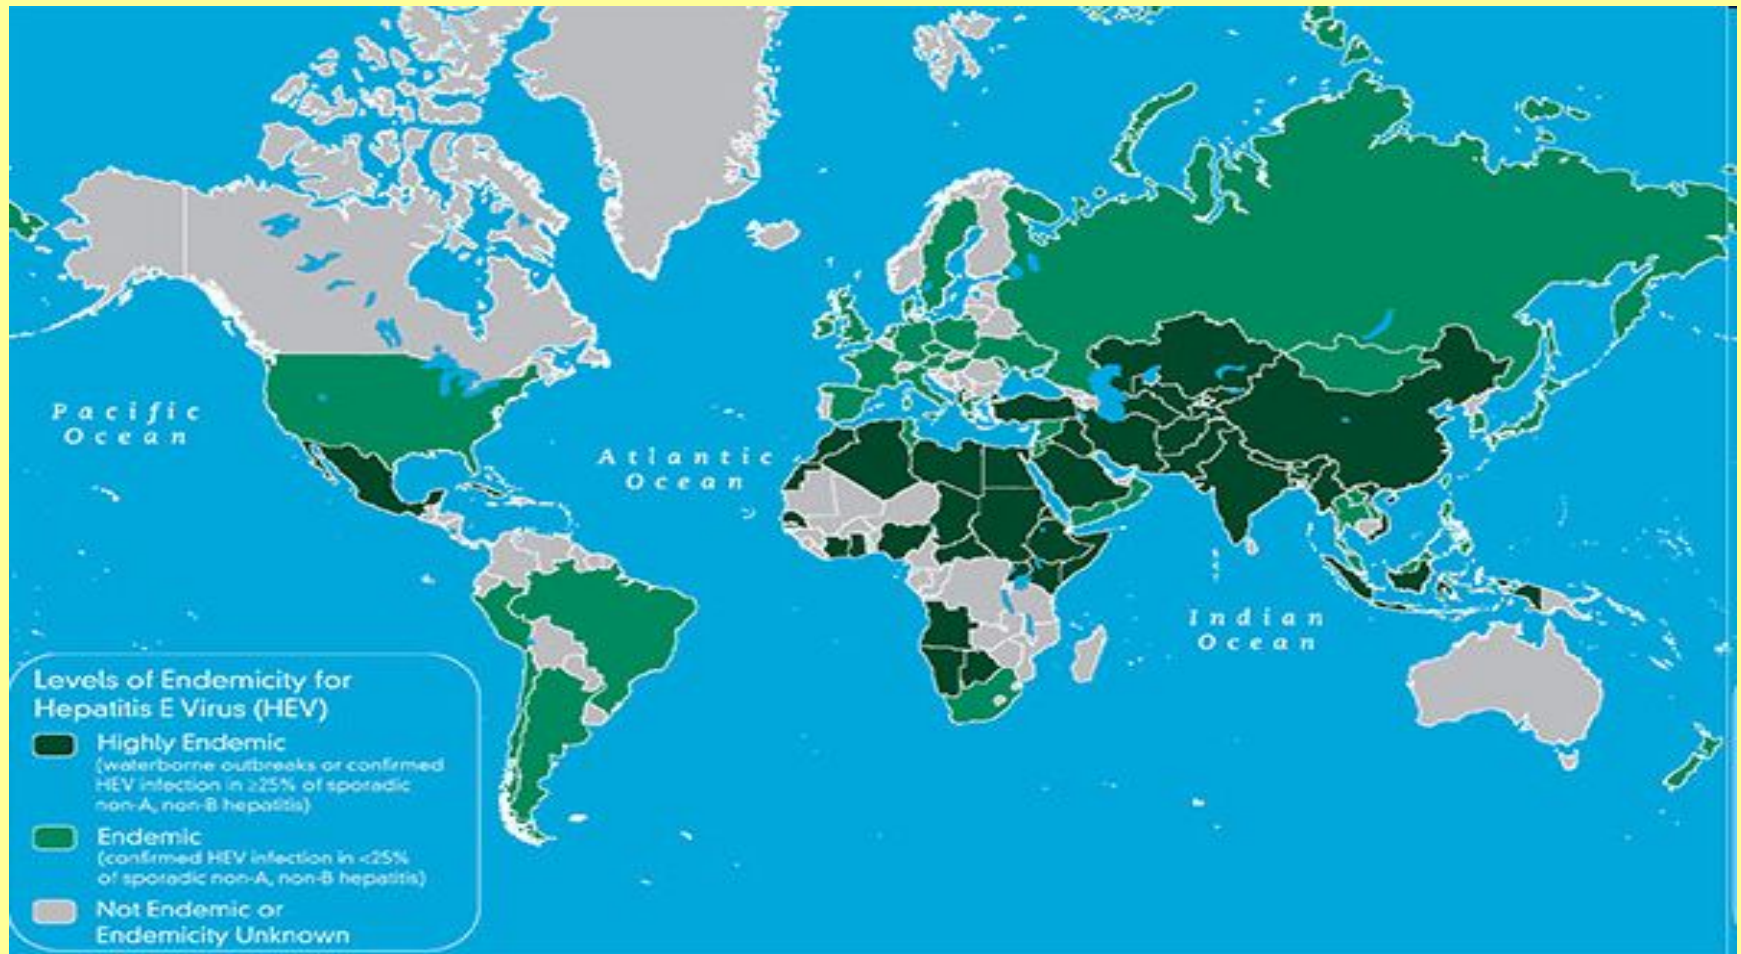 Pacific
Ocean
Atlantic
Ocean
Indian
Ocean
Levels of Endemicity for
Hepatitis E Virus (HEV)
Highly Endemic
(waterborne outbreaks or confirmed
HEV infection in ≥25% of sporadic
non-A, non-B hepatitis)
Endemic
(confirmed HEV infection in <25%
of sporadic non-A, non-B hepatitis)
Not Endemic or
Endemicity Unknown